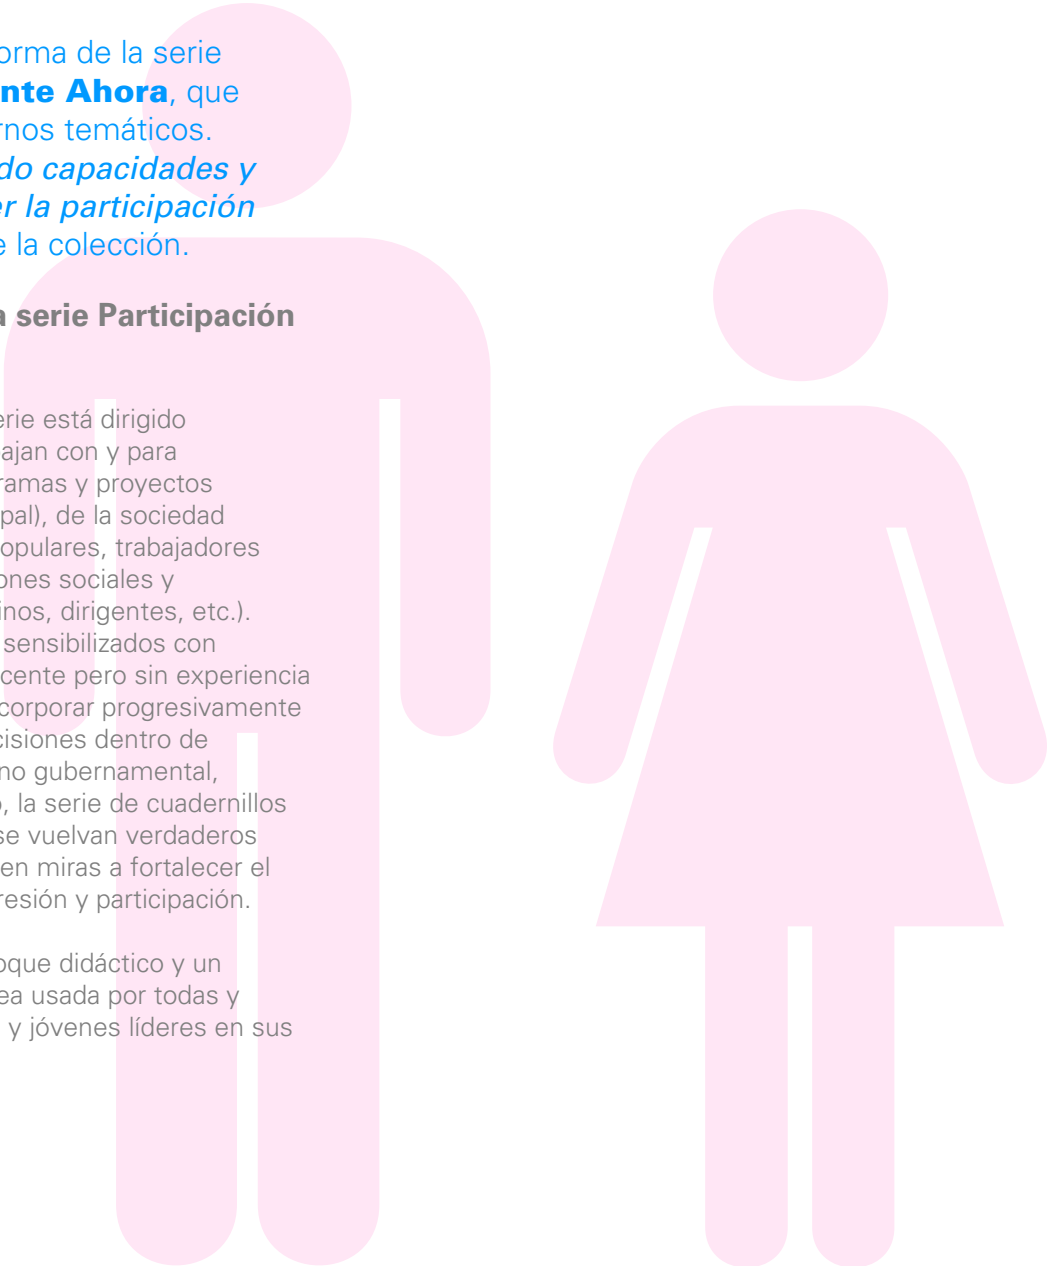 orma de la serie
nte Ahora, que
rnos temáticos.
do capacidades y
er la participación
e la colección.
a serie Participación
erie está dirigido
ajan con y para
ramas y proyectos
pal), de la sociedad
opulares, trabajadores
ones sociales y
inos, dirigentes, etc.).
sensibilizados con
cente pero sin experiencia
corporar progresivamente
cisiones dentro de
no gubernamental,
o, la serie de cuadernillos
se vuelvan verdaderos
en miras a fortalecer el
resión y participación.
oque didáctico y un
ea usada por todas y
y jóvenes líderes en sus